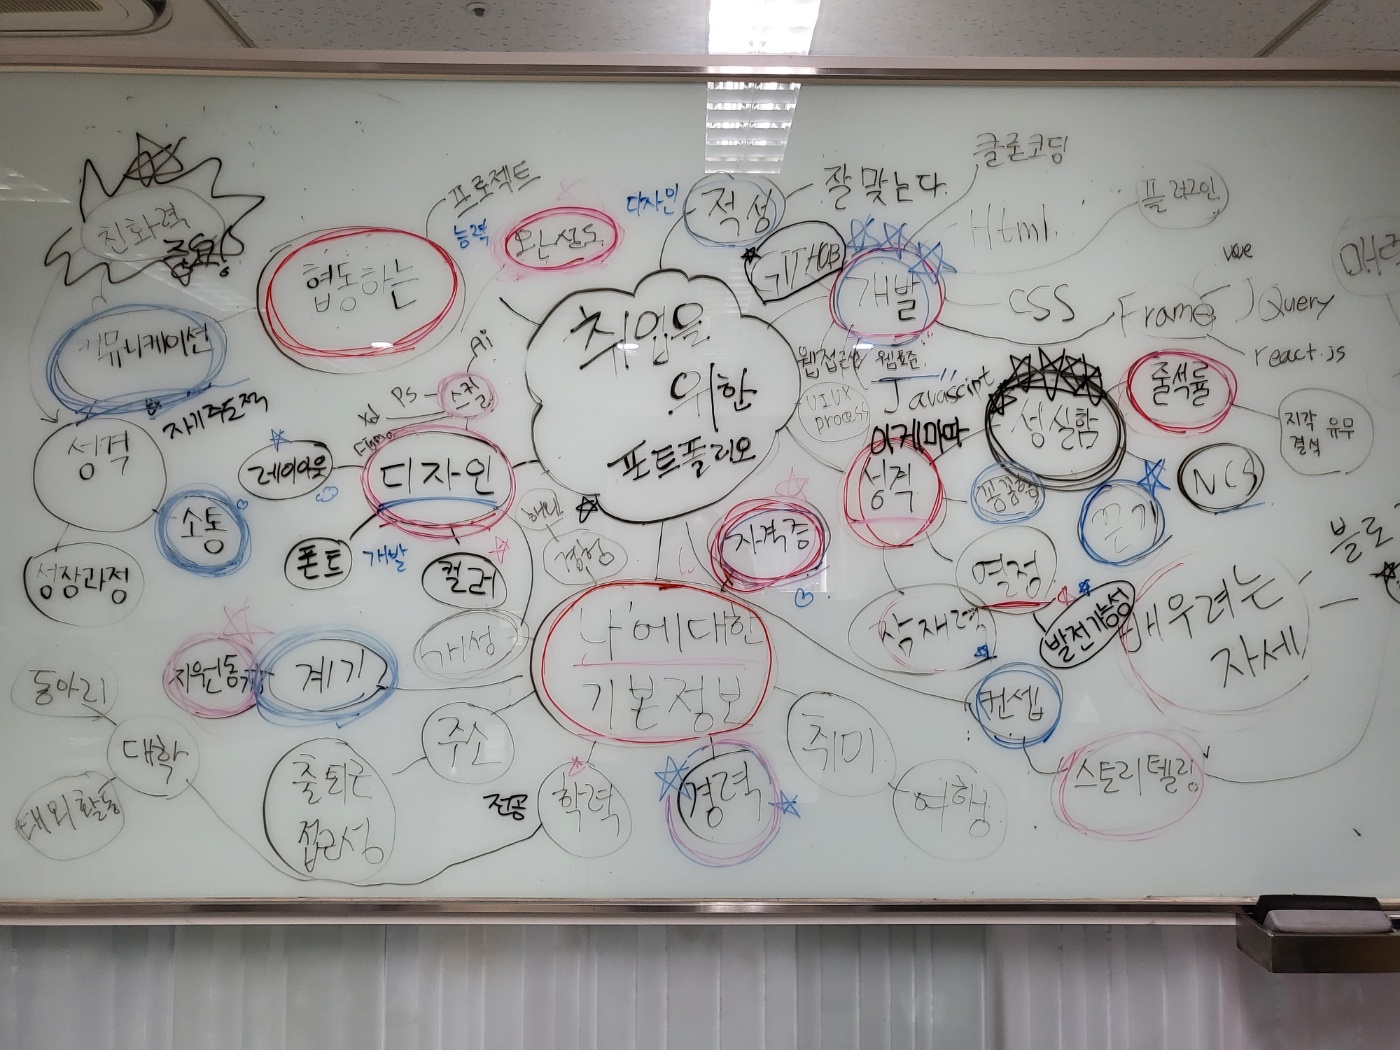 클론코딩
프로젝트
디자인
적성
잘 맞는다
플러그인
친화력
중요!
능력
완성도
협동하는
GITHUB
개발
Html
vue
css
Frame
JQuery
react.js
커뮤니케이션
자기주도적
Ai
취업을
위한
포트폴리오
웹표준
Javascript
UI UX
process
성실함
출석률
지각 유무
결석
스킬
Ps
Xd
Figma
이게 머따
성격
레이아웃
디자인
성격
꼼꼼함
끈기
NCS
소통
폰트
개발
컬러
경험
자격증
열정
블로
성장과정
개성
나에대한
기본정보
잠재력
발전가능성
배우려는
자세
지원동기
계기
동아리
대학
대외활동
주소
출퇴근
접근성
컨셉
취미
스토리텔링
전공
학력
경력
여행